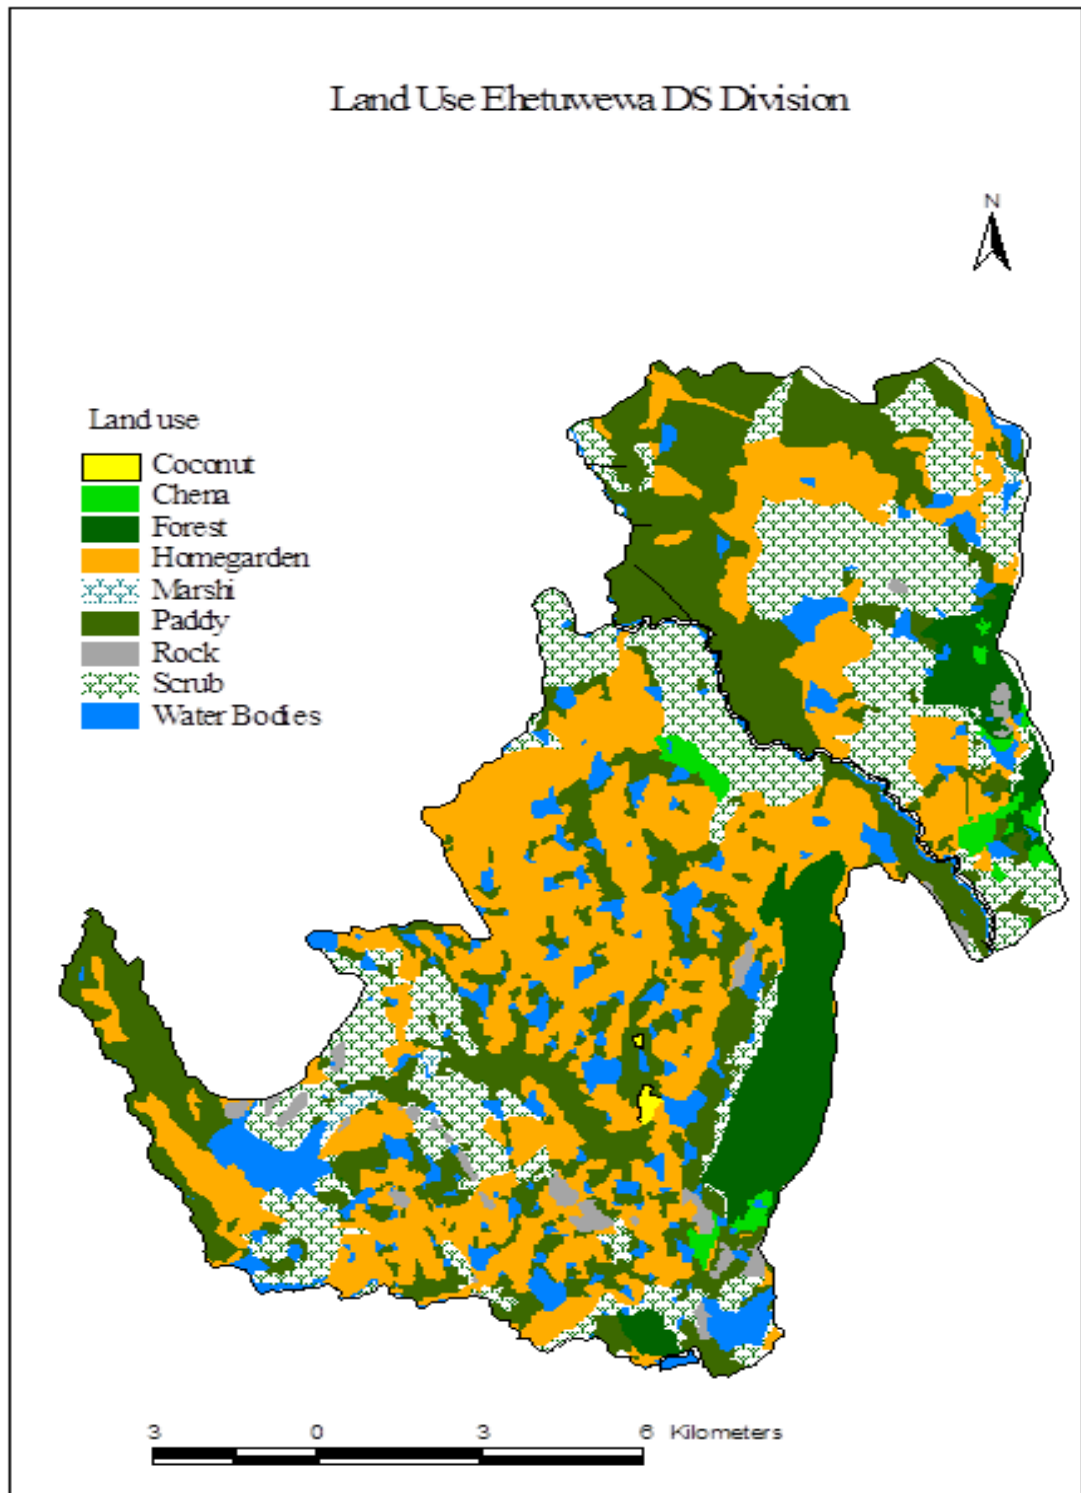 Land Use Ehetuwewa DS Division
N
Land use
Coconut
Chena
Forest
Homegarden
Marshi
Paddy
Rock
Scrub
Water Bodies
3 0 3 6 Kilometers